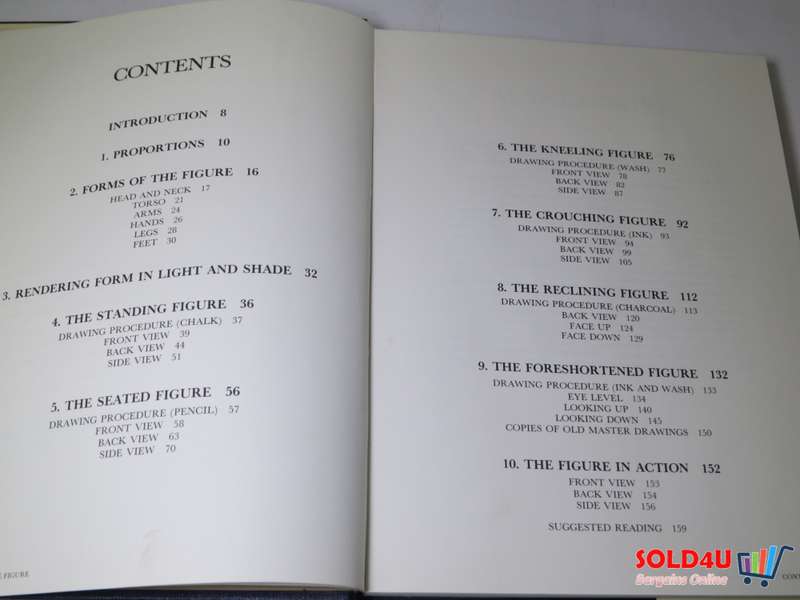 CONTENTS
INTRODUCTION 8
1. PROPORTIONS 10
2. FORMS OF THE FIGURE 16
HEAD AND NECK 17
TORSO 21
ARMS 24
HANDS 26
LEGS 28
FEET 30
3. RENDERING FORM IN LIGHT AND SHADE 32
4. THE STANDING FIGURE 36
DRAWING PROCEDURE (CHALK) 37
FRONT VIEW 39
BACK VIEW 44
SIDE VIEW 51
5. THE SEATED FIGURE 56
DRAWING PROCEDURE (PENCIL) 57
FRONT VIEW 58
BACK VIEW 63
SIDE VIEW 70
FIGURE
6. THE KNEELING FIGURE 76
DRAWING PROCEDURE (WASH) 77
FRONT VIEW 78
BACK VIEW 82
SIDE VIEW 87
7. THE CROUCHING FIGURE 92
DRAWING PROCEDURE (INK) 93
FRONT VIEW 94
BACK VIEW 99
SIDE VIEW 105
8. THE RECLINING FIGURE 112
DRAWING PROCEDURE (CHARCOAL) 113
BACK VIEW 120
FACE UP 124
FACE DOWN 129
9. THE FORESHORTENED FIGURE 132
DRAWING PROCEDURE (INK AND WASH) 133
EYE LEVEL 134
LOOKING UP 140
LOOKING DOWN 145
COPIES OF OLD MASTER DRAWINGS 150
10. THE FIGURE IN ACTION 152
FRONT VIEW 153
BACK VIEW 154
SIDE VIEW 156
SUGGESTED READING 159
SOLD4U
Bargains Online